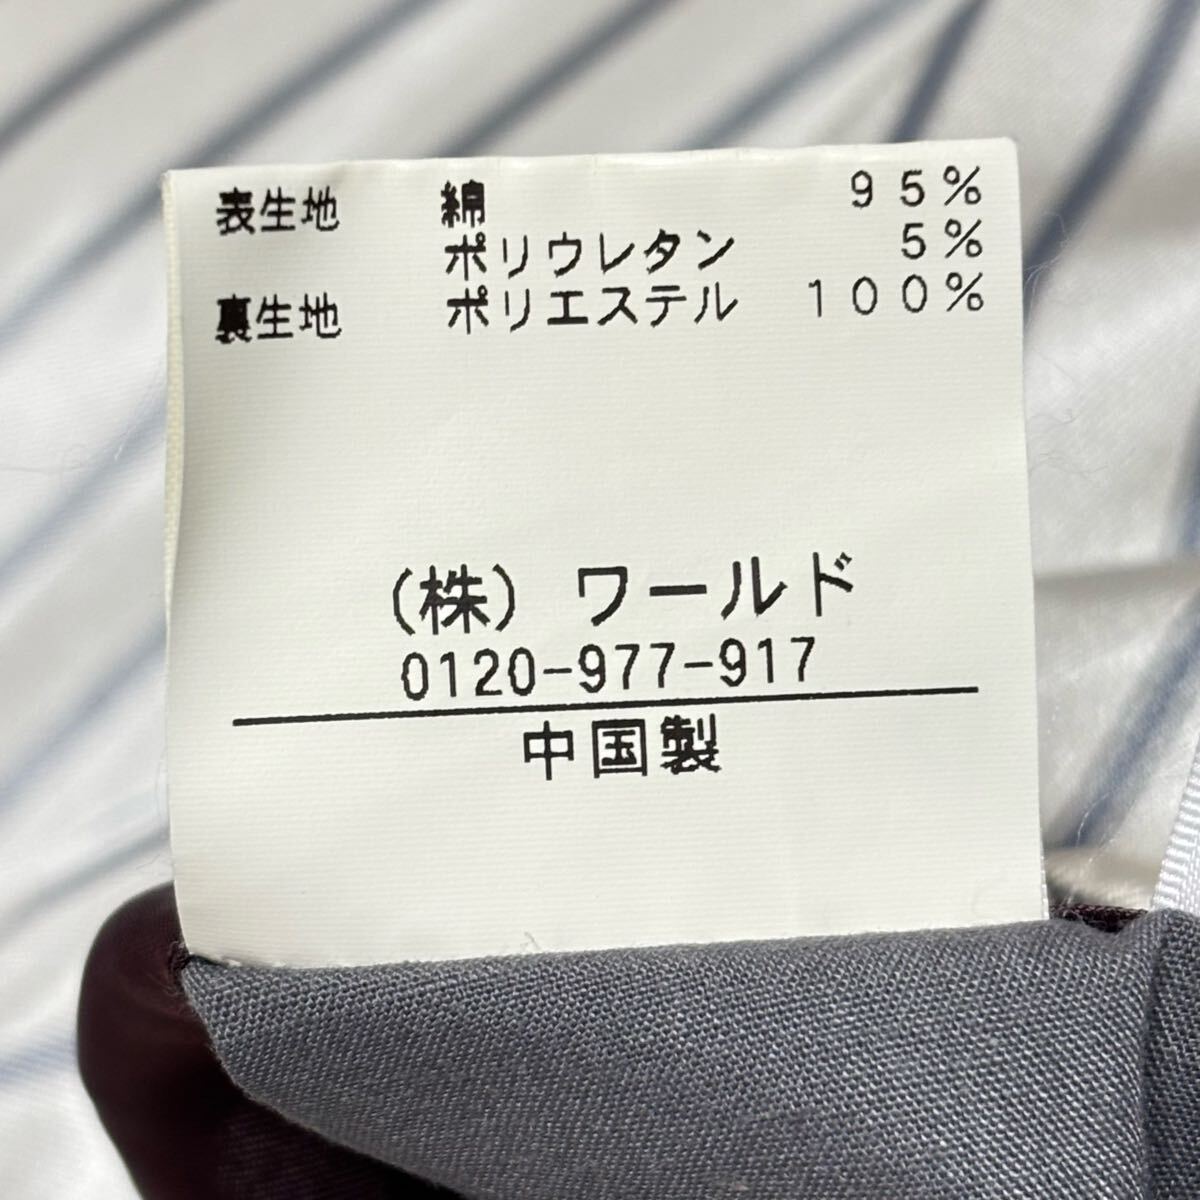 表生地 綿 95%
ポリウレタン 5%
裏生地 ポリエステル 100%
(株) ワールド
0120-977-917
中国製